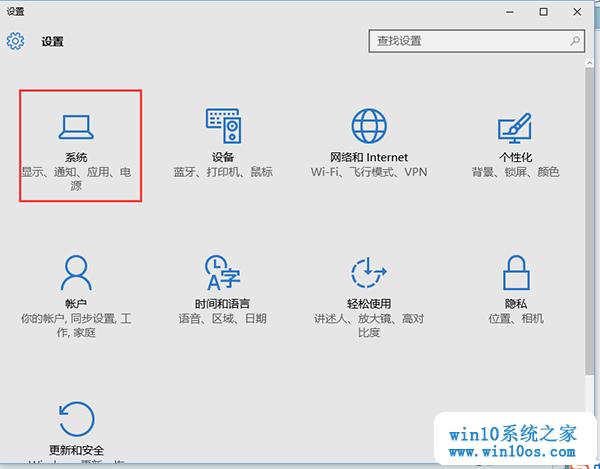 设置
设置
查找设置
系统
显示、通知、应用、电
源
设备
蓝牙、打印机、鼠标
网络和 Internet
Wi-Fi、飞行模式、VPN
个性化
背景、锁屏、颜色
帐户
你的帐户, 同步设置, 工
作, 家庭
时间和语言
语音、区域、日期
轻松使用
讲述人、放大镜、高对
比度
隐私
位置、相机
更新和安全
win10系统之家
www.win10os.com